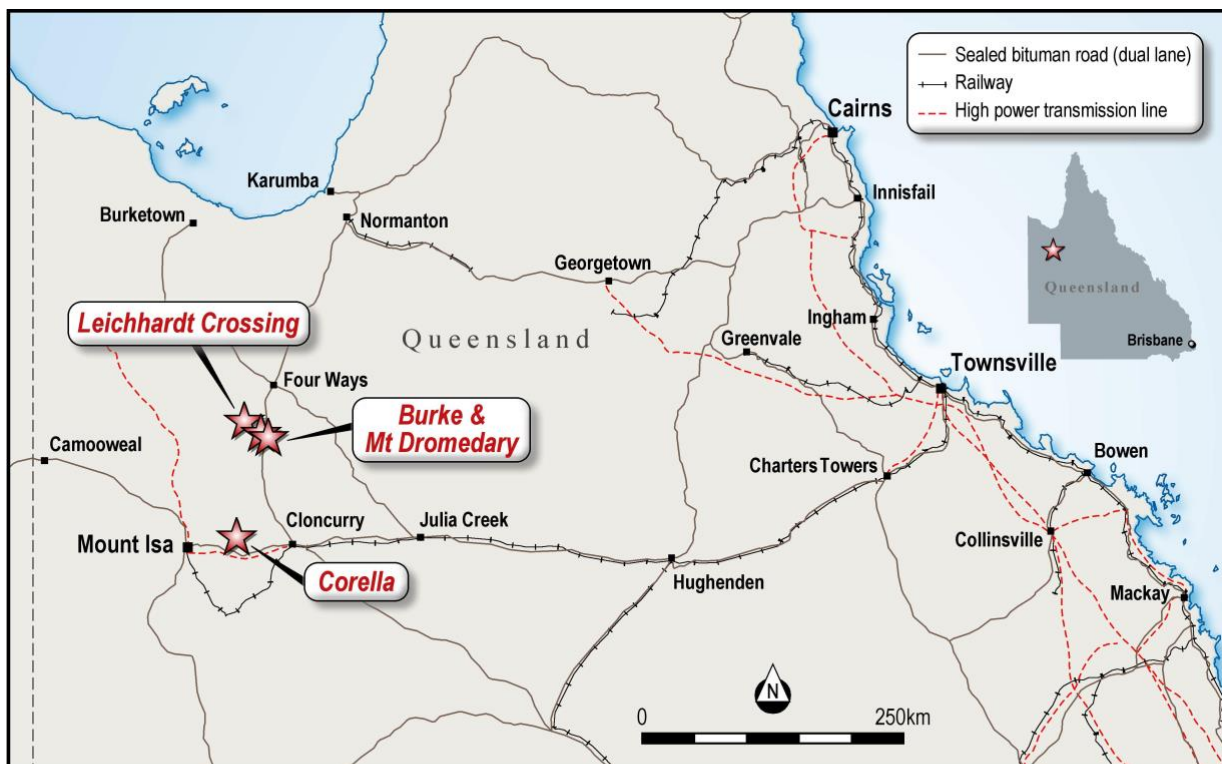 Sealed bituman road (dual lane)
Railway
High power transmission line
Cairns
Karumba
Innisfail
Burketown
Normanton
Queensland
Georgetown
Brisbane
Leichhardt Crossing
Queensland
Ingham
Greenvale
Townsville
Four Ways
Burke &
Mt Dromedary
Camooweal
Charters Towers
Bowen
Mount Isa
Cloncurry
Julia Creek
Collinsville
Corella
Hughenden
Mackay
N
0 250km